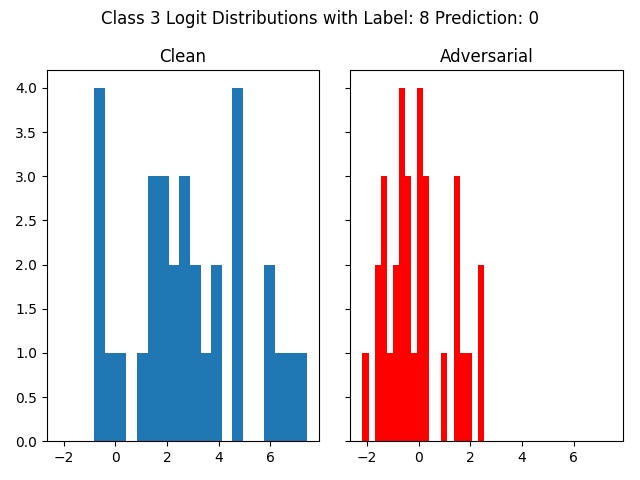 Class 3 Logit Distributions with Label: 8 Prediction: 0
Clean
Adversarial
4.0
3.5
3.0
2.5
2.0
1.5
1.0
0.5
0.0
−2 0 2 4 6
−2 0 2 4 6